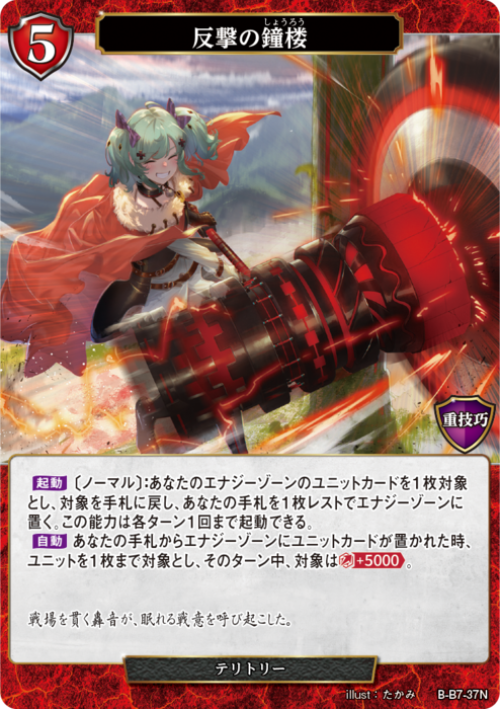 5
しょうろう
反撃の鐘楼
重技巧
起動 〔ノーマル〕:あなたのエナジーゾーンのユニットカードを1枚対象
とし、対象を手札に戻し、あなたの手札を1枚レストでエナジーゾーンに
置く。この能力は各ターン1回まで起動できる。
自動 あなたの手札からエナジーゾーンにユニットカードが置かれた時、
ユニットを1枚まで対象とし、そのターン中、対象は+5000。
戦場を貫く轟音が、眠れる戦意を呼び起こした。
テリトリー
illust : たかみ B-B7-37N